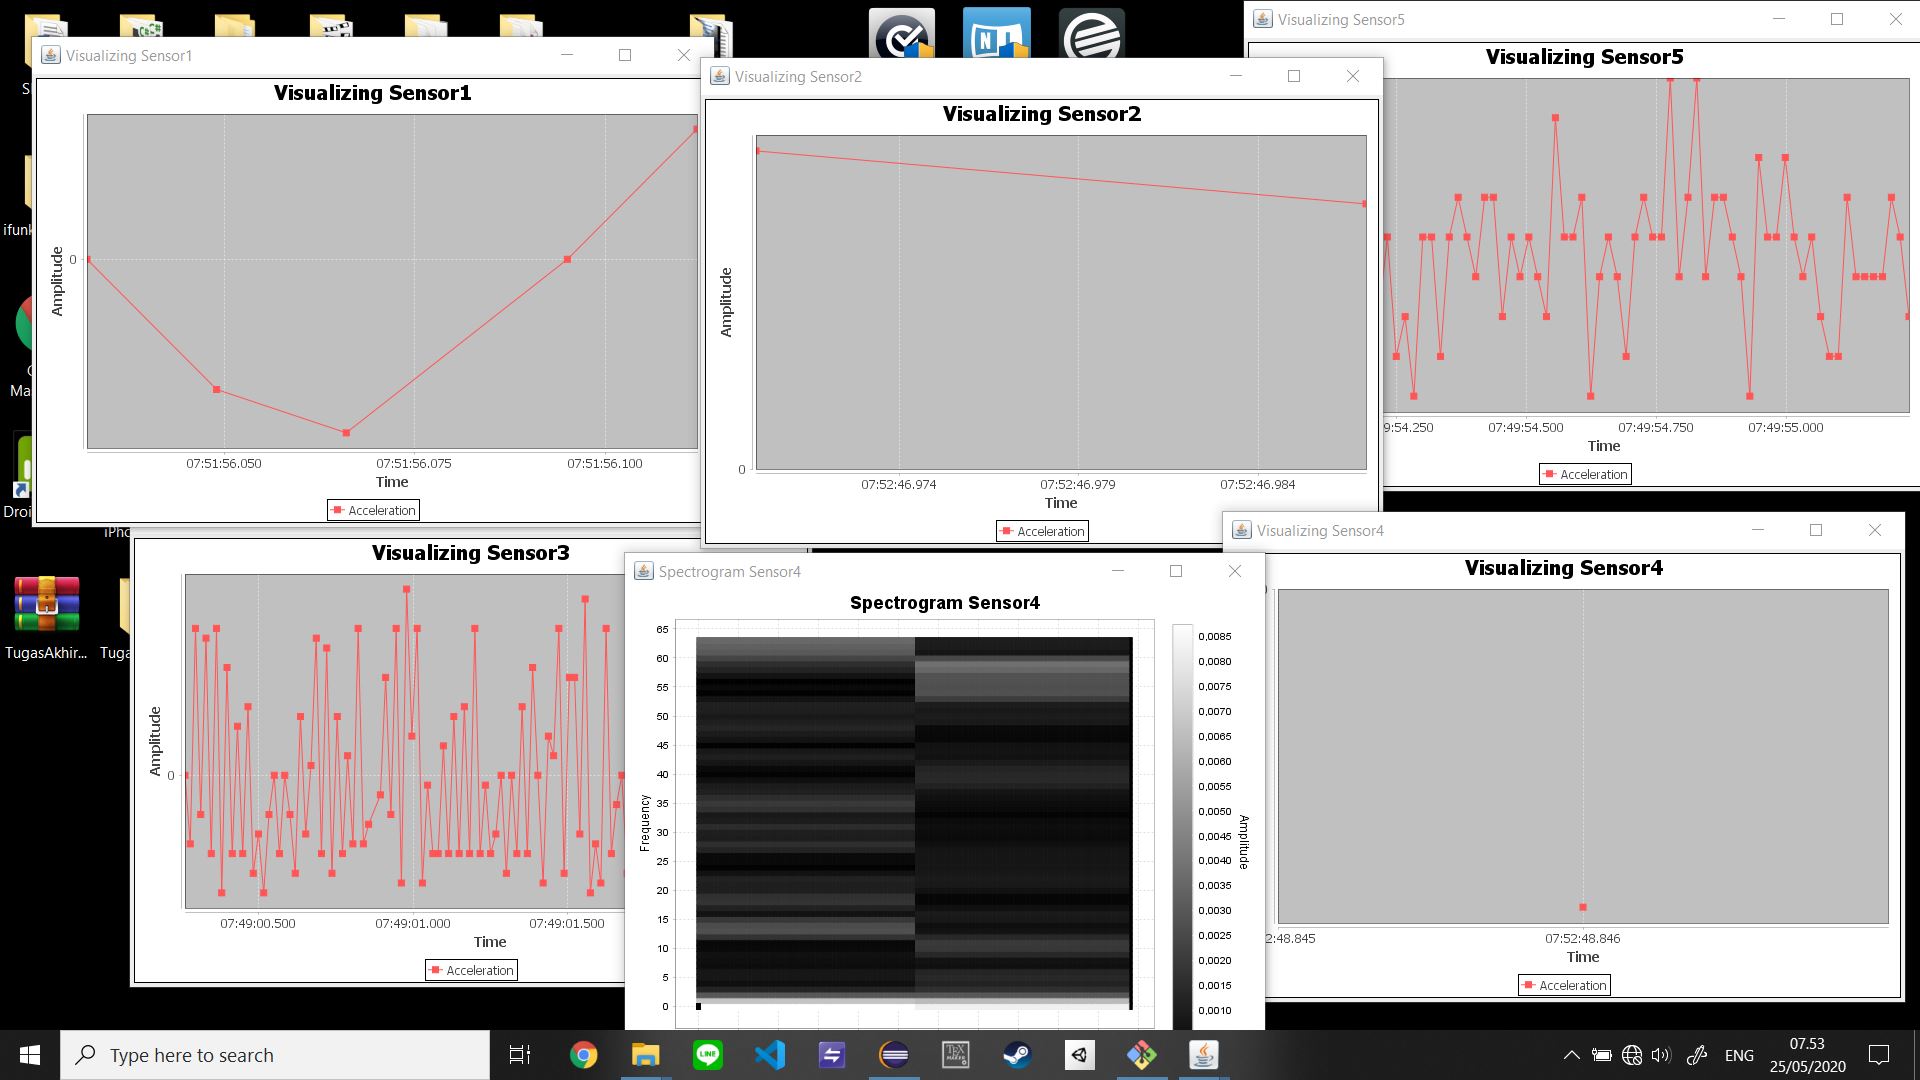 Visualizing Sensor1
Visualizing Sensor1
Amplitude
0
07:51:56.050 07:51:56.075 07:51:56.100
Time
Acceleration
Visualizing Sensor2
Visualizing Sensor2
Amplitude
0
07:52:46.974 07:52:46.979 07:52:46.984
Time
Acceleration
Visualizing Sensor5
Visualizing Sensor5
9:54.250 07:49:54.500 07:49:54.750 07:49:55.000
Time
Acceleration
Visualizing Sensor3
Amplitude
0
07:49:00.500 07:49:01.000 07:49:01.500
Time
Acceleration
Spectrogram Sensor4
Spectrogram Sensor4
Frequency
65
60
55
50
45
40
35
30
25
20
15
10
5
0
0,0085
0,0080
0,0075
0,0070
0,0065
0,0060
0,0055
0,0050
0,0045
0,0040
0,0035
0,0030
0,0025
0,0020
0,0015
0,0010
Amplitude
Visualizing Sensor4
Visualizing Sensor4
2:48.845 07:52:48.846
Time
Acceleration
ifunk
Ma
Droi
iPho
TugasAkhir...
Tuga
Type here to search
LINE
TEX
MAKER
ENG
07.53
25/05/2020